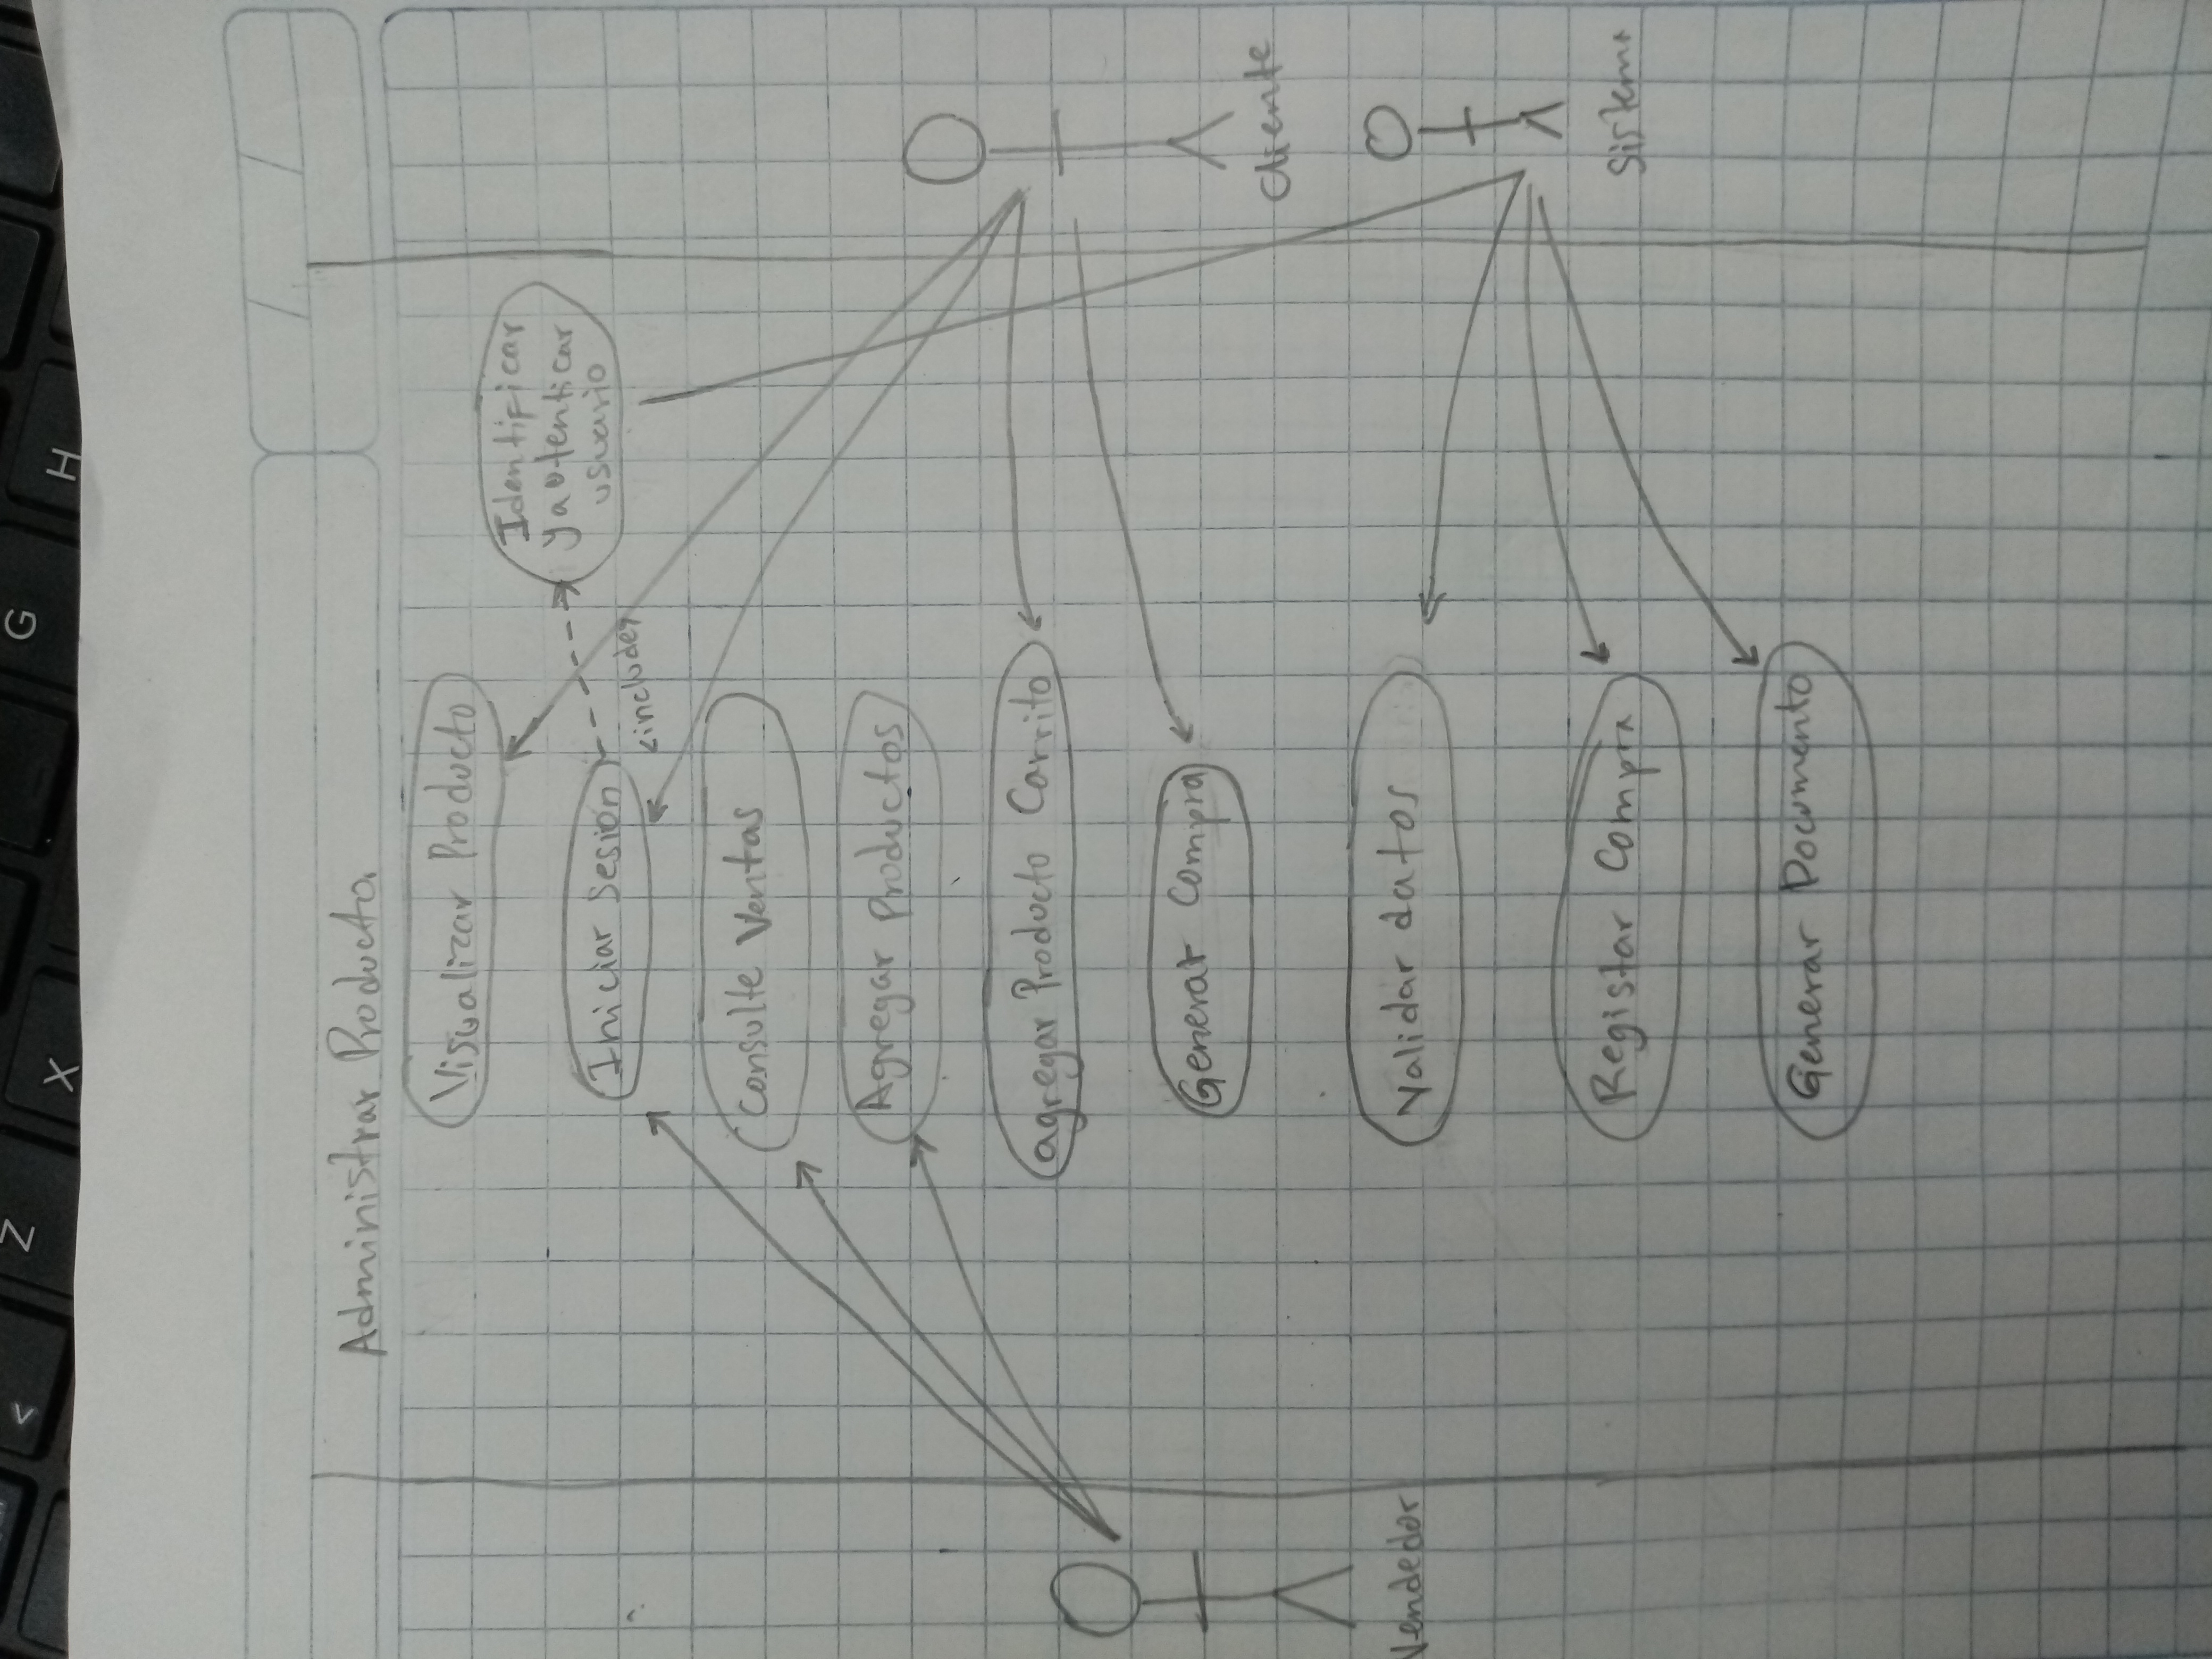 < Z X G H
Administrar Producto.
Visualizar Producto
Identificar
y autenticar
usuario
Iniciar Sesion
<include>
Consulte Ventas
Agregar Productos
agregar Producto Carrito
Generar Compra
Cliente
Validar datos
Vendedor
Registar Compra
Sistema
Generar Documento